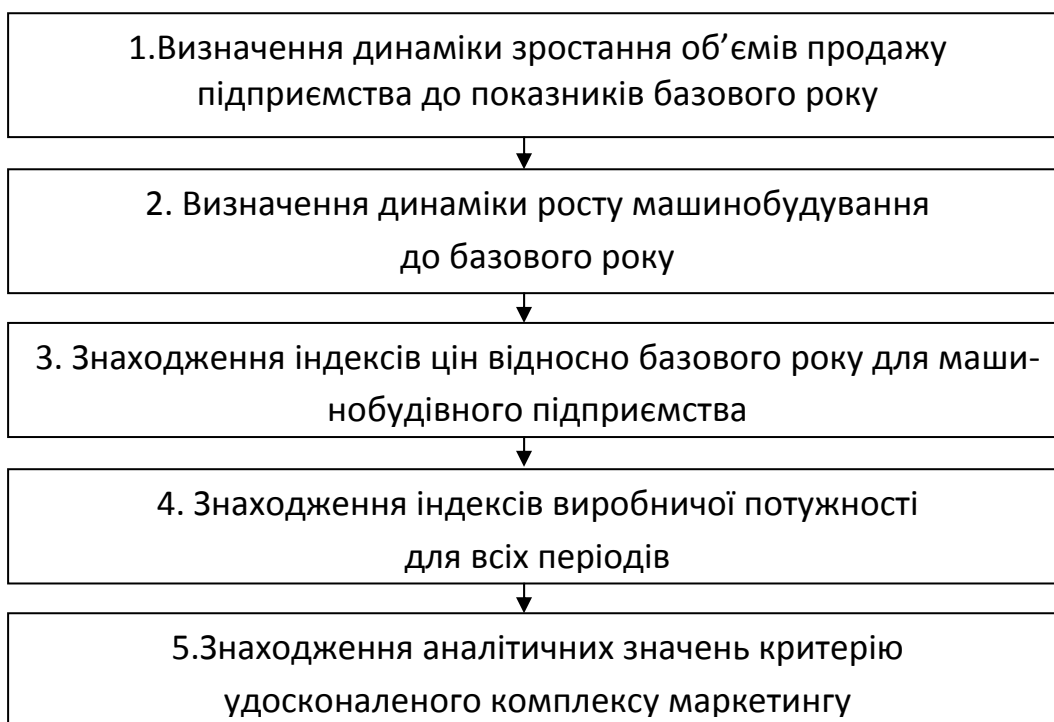 1.Визначення динаміки зростання об’ємів продажу
підприємства до показників базового року
2. Визначення динаміки росту машинобудування
до базового року
3. Знаходження індексів цін відносно базового року для маши-
нобудівного підприємства
4. Знаходження індексів виробничої потужності
для всіх періодів
5.Знаходження аналітичних значень критерію
удосконаленого комплексу маркетингу